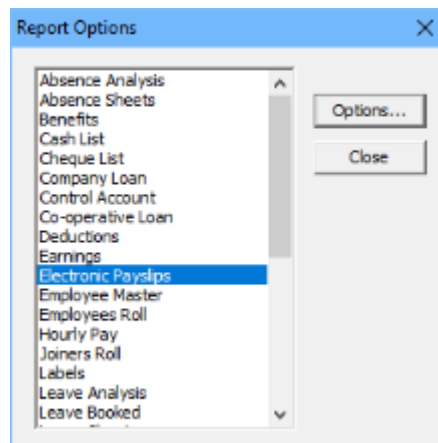 Report Options
Absence Analysis
Absence Sheets
Benefits
Cash List
Cheque List
Company Loan
Control Account
Co-operative Loan
Deductions
Earnings
Electronic Payslips
Employee Master
Employees Roll
Hourly Pay
Joiners Roll
Labels
Leave Analysis
Leave Booked
Options...
Close